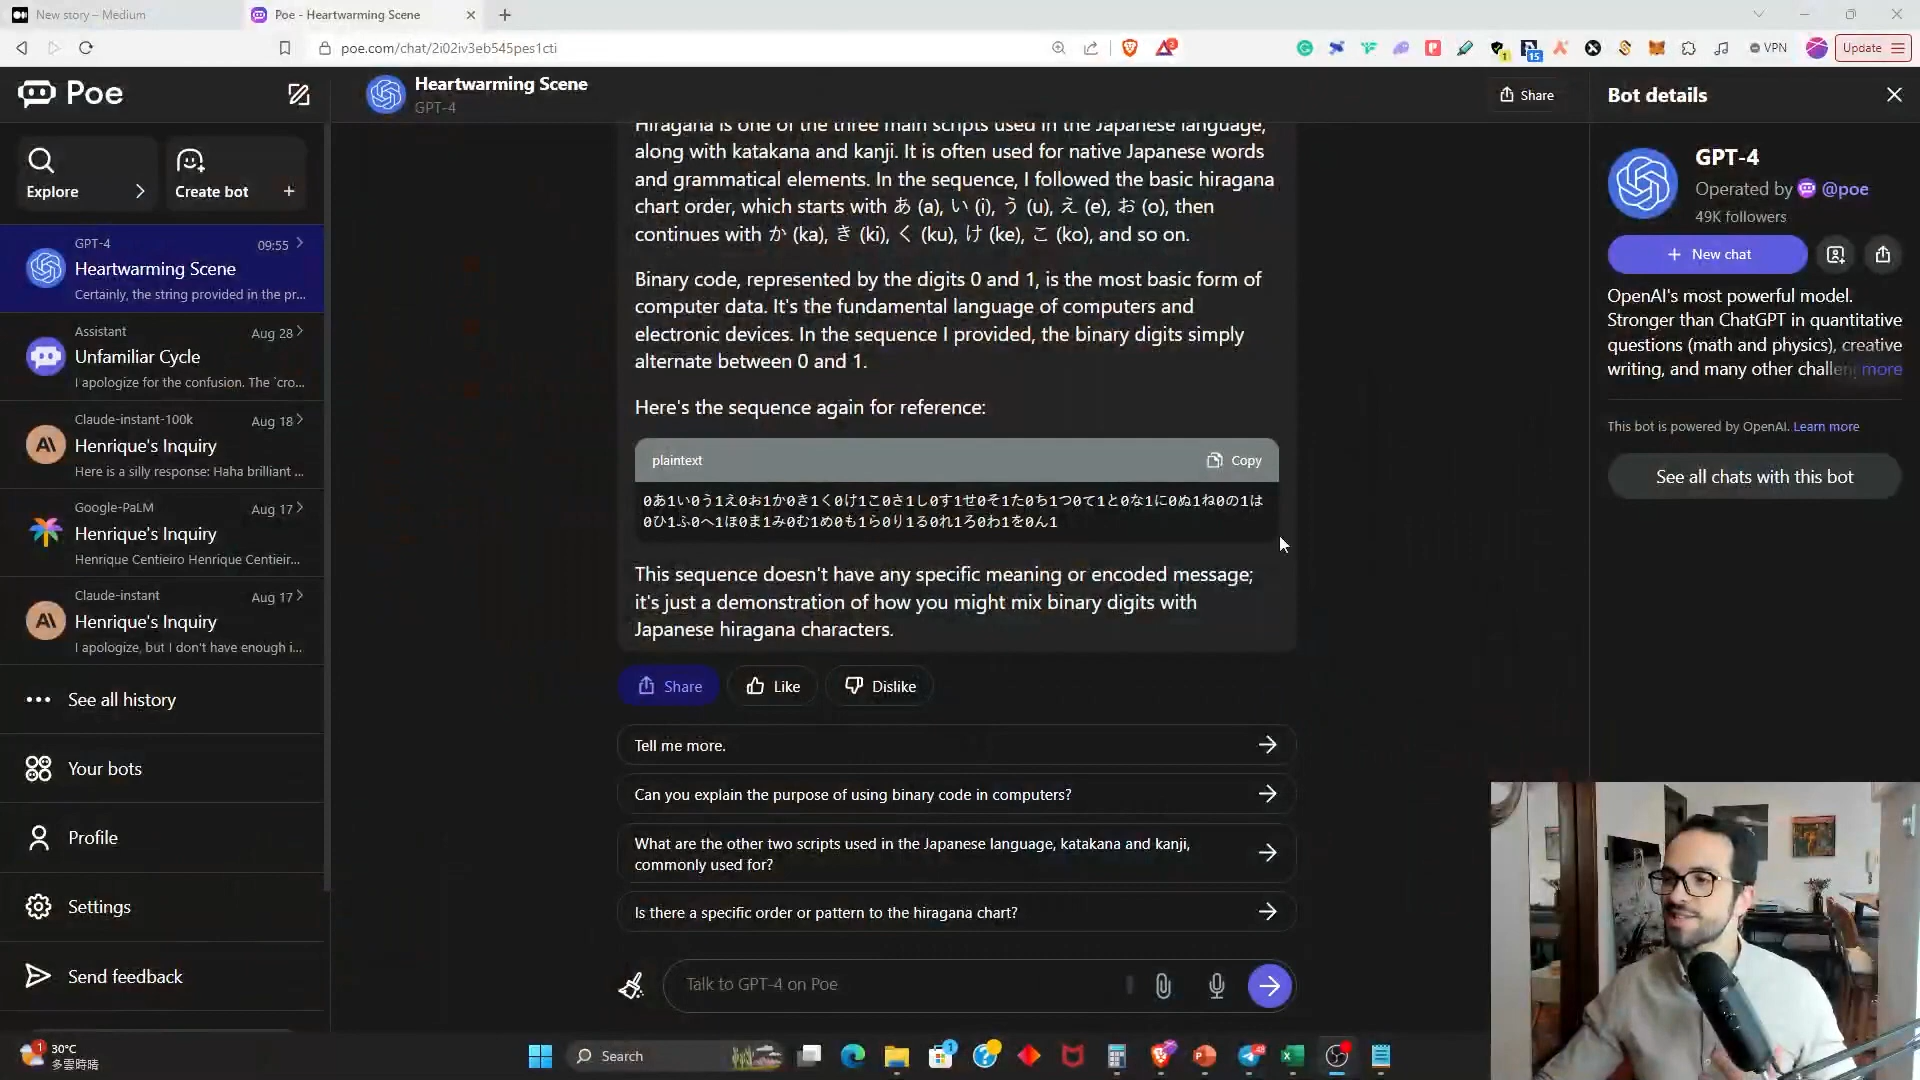 New story – Medium
Poe - Heartwarming Scene
poe.com/chat/2i02iv3eb545pes1cti
2
1
15
VPN
Update
Poe
Explore
Create bot
GPT-4
09:55
Heartwarming Scene
Certainly, the string provided in the pr...
Assistant
Aug 28
Unfamiliar Cycle
I apologize for the confusion. The `cro...
Claude-instant-100k
Aug 18
Henrique's Inquiry
Here is a silly response: Haha brilliant ...
Google-PaLM
Aug 17
Henrique's Inquiry
Henrique Centieiro Henrique Centieir...
Claude-instant
Aug 17
Henrique's Inquiry
I apologize, but I don't have enough i...
See all history
Your bots
Profile
Settings
Send feedback
Heartwarming Scene
GPT-4
Share
Hiragana is one of the three main scripts used in the Japanese language,
along with katakana and kanji. It is often used for native Japanese words
and grammatical elements. In the sequence, I followed the basic hiragana
chart order, which starts with あ (a), い (i), う (u), え (e), お (o), then
continues with か (ka), き (ki), く (ku), け (ke), こ (ko), and so on.
Binary code, represented by the digits 0 and 1, is the most basic form of
computer data. It's the fundamental language of computers and
electronic devices. In the sequence I provided, the binary digits simply
alternate between 0 and 1.
Here's the sequence again for reference:
plaintext
Copy
0あ1い0う1え0お1か0き1く0け1こ0さ1し0す1せ0そ1た0ち1つ0て1と0な1に0ぬ1ね0の1は
0ひ1ふ0へ1ほ0ま1み0む1め0も1ら0り1る0れ1ろ0わ1を0ん1
This sequence doesn't have any specific meaning or encoded message;
it's just a demonstration of how you might mix binary digits with
Japanese hiragana characters.
Share
Like
Dislike
Tell me more.
Can you explain the purpose of using binary code in computers?
What are the other two scripts used in the Japanese language, katakana and kanji,
commonly used for?
Is there a specific order or pattern to the hiragana chart?
Talk to GPT-4 on Poe
Bot details
GPT-4
Operated by @poe
49K followers
New chat
OpenAI's most powerful model.
Stronger than ChatGPT in quantitative
questions (math and physics), creative
writing, and many other challen more
This bot is powered by OpenAI. Learn more
See all chats with this bot
1
30°C
多雲時晴
Search